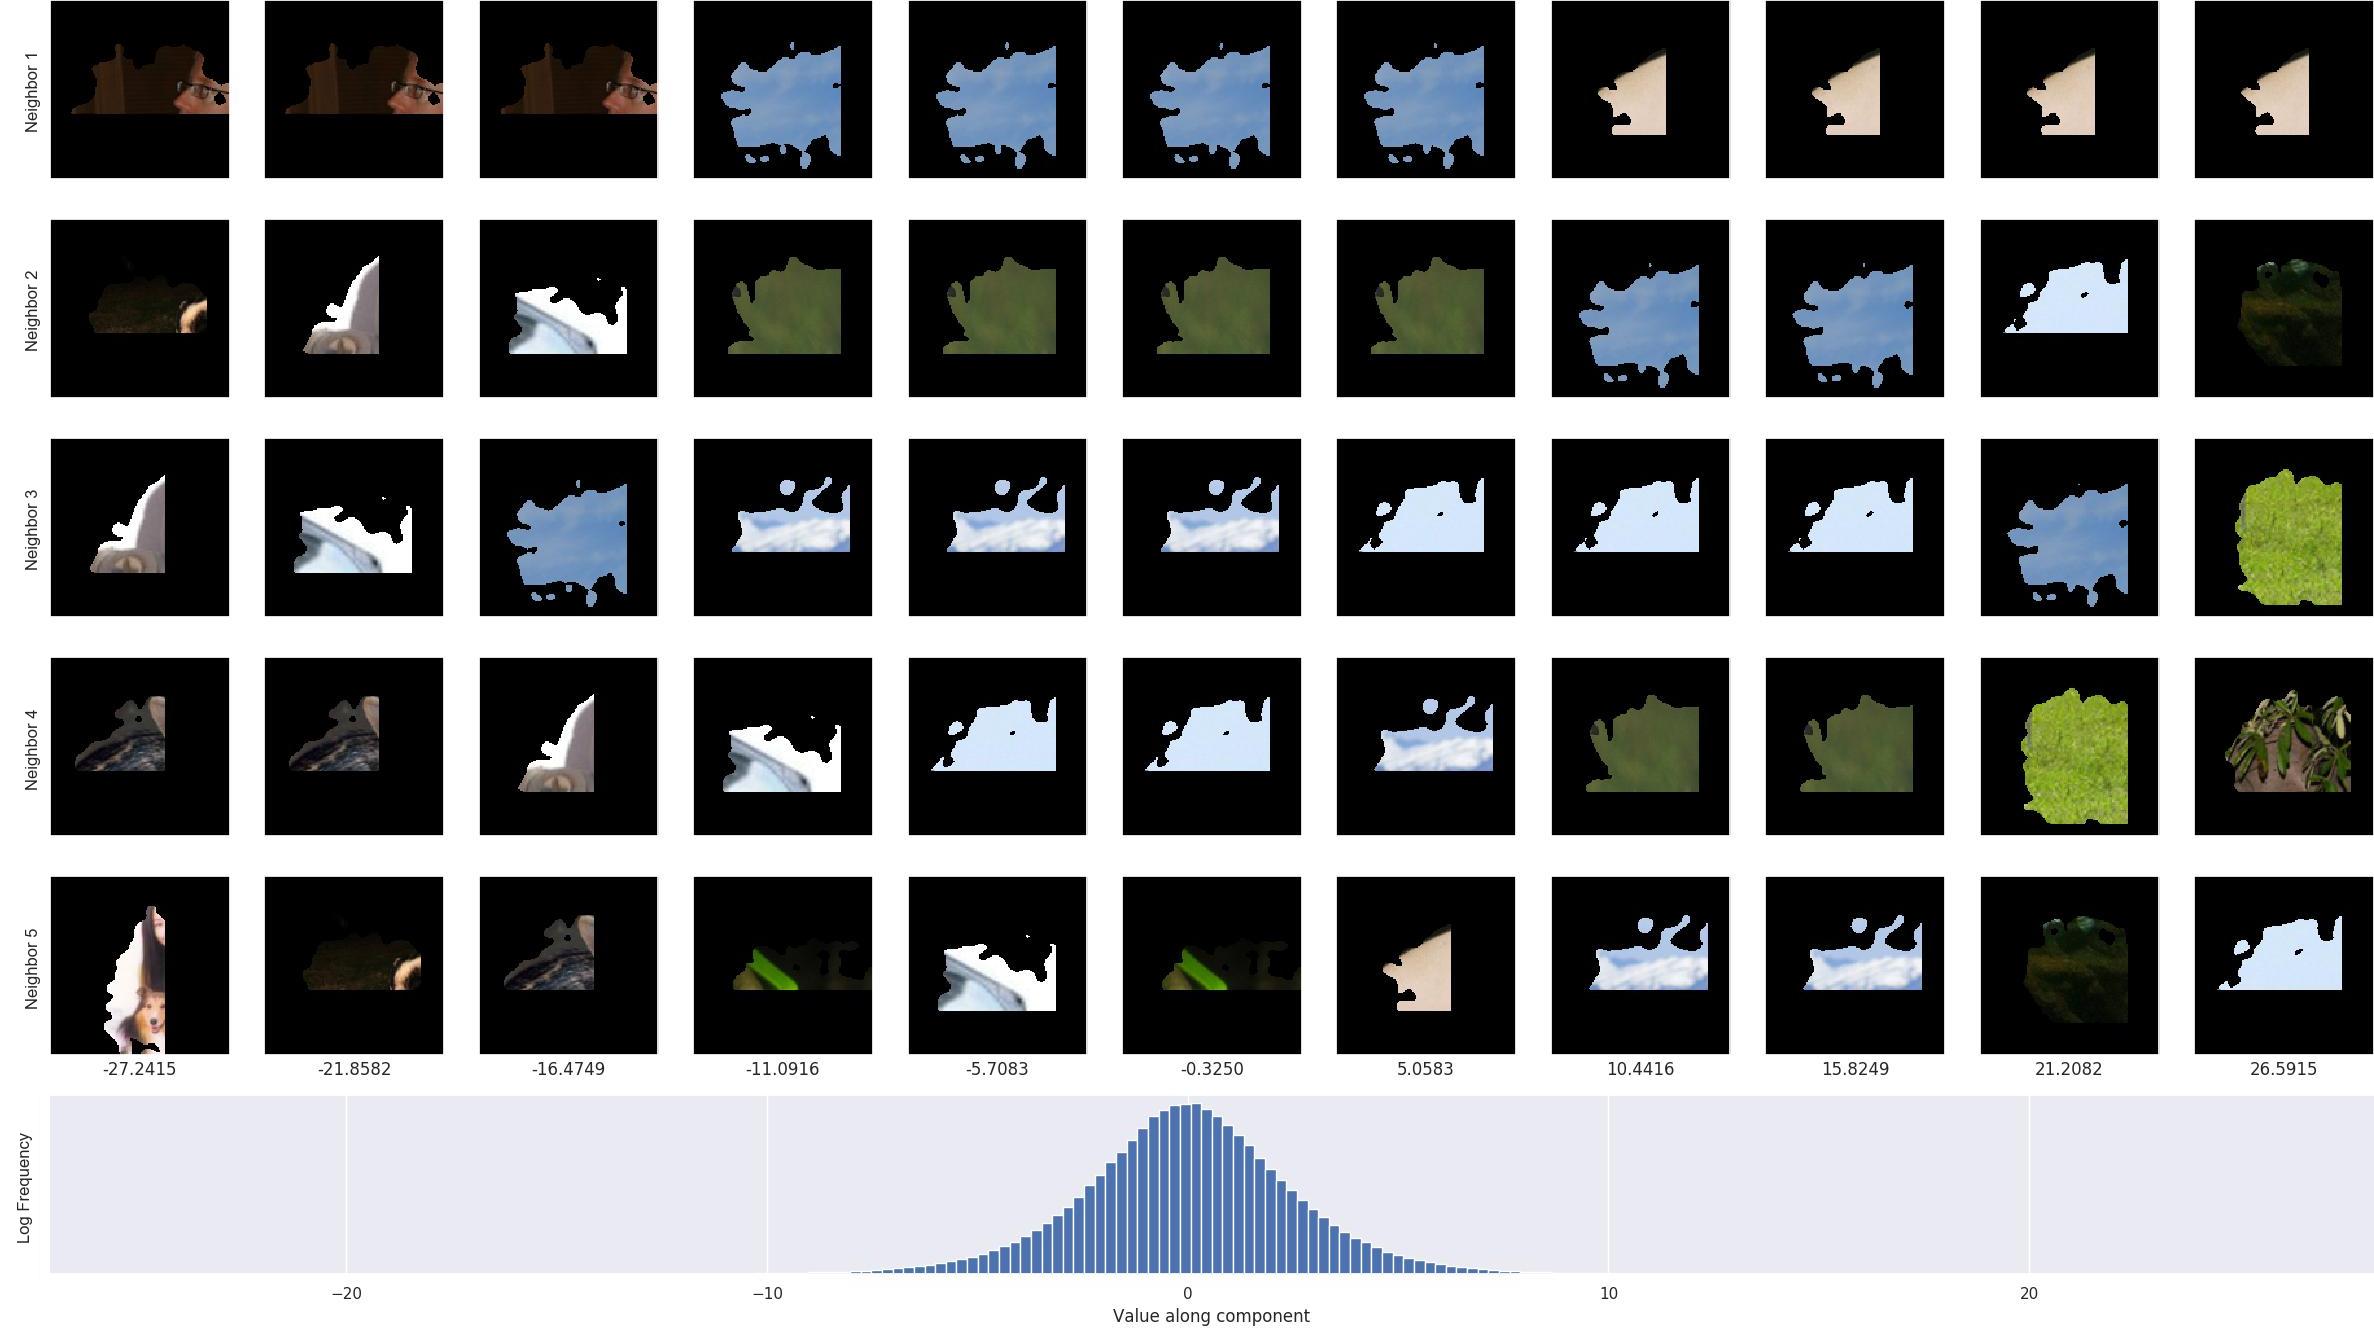 Neighbor 1
Neighbor 2
Neighbor 3
Neighbor 4
Neighbor 5
-27.2415 -21.8582 -16.4749 -11.0916 -5.7083 -0.3250 5.0583 10.4416 15.8249 21.2082 26.5915
Log Frequency
−20 −10 0 10 20
Value along component